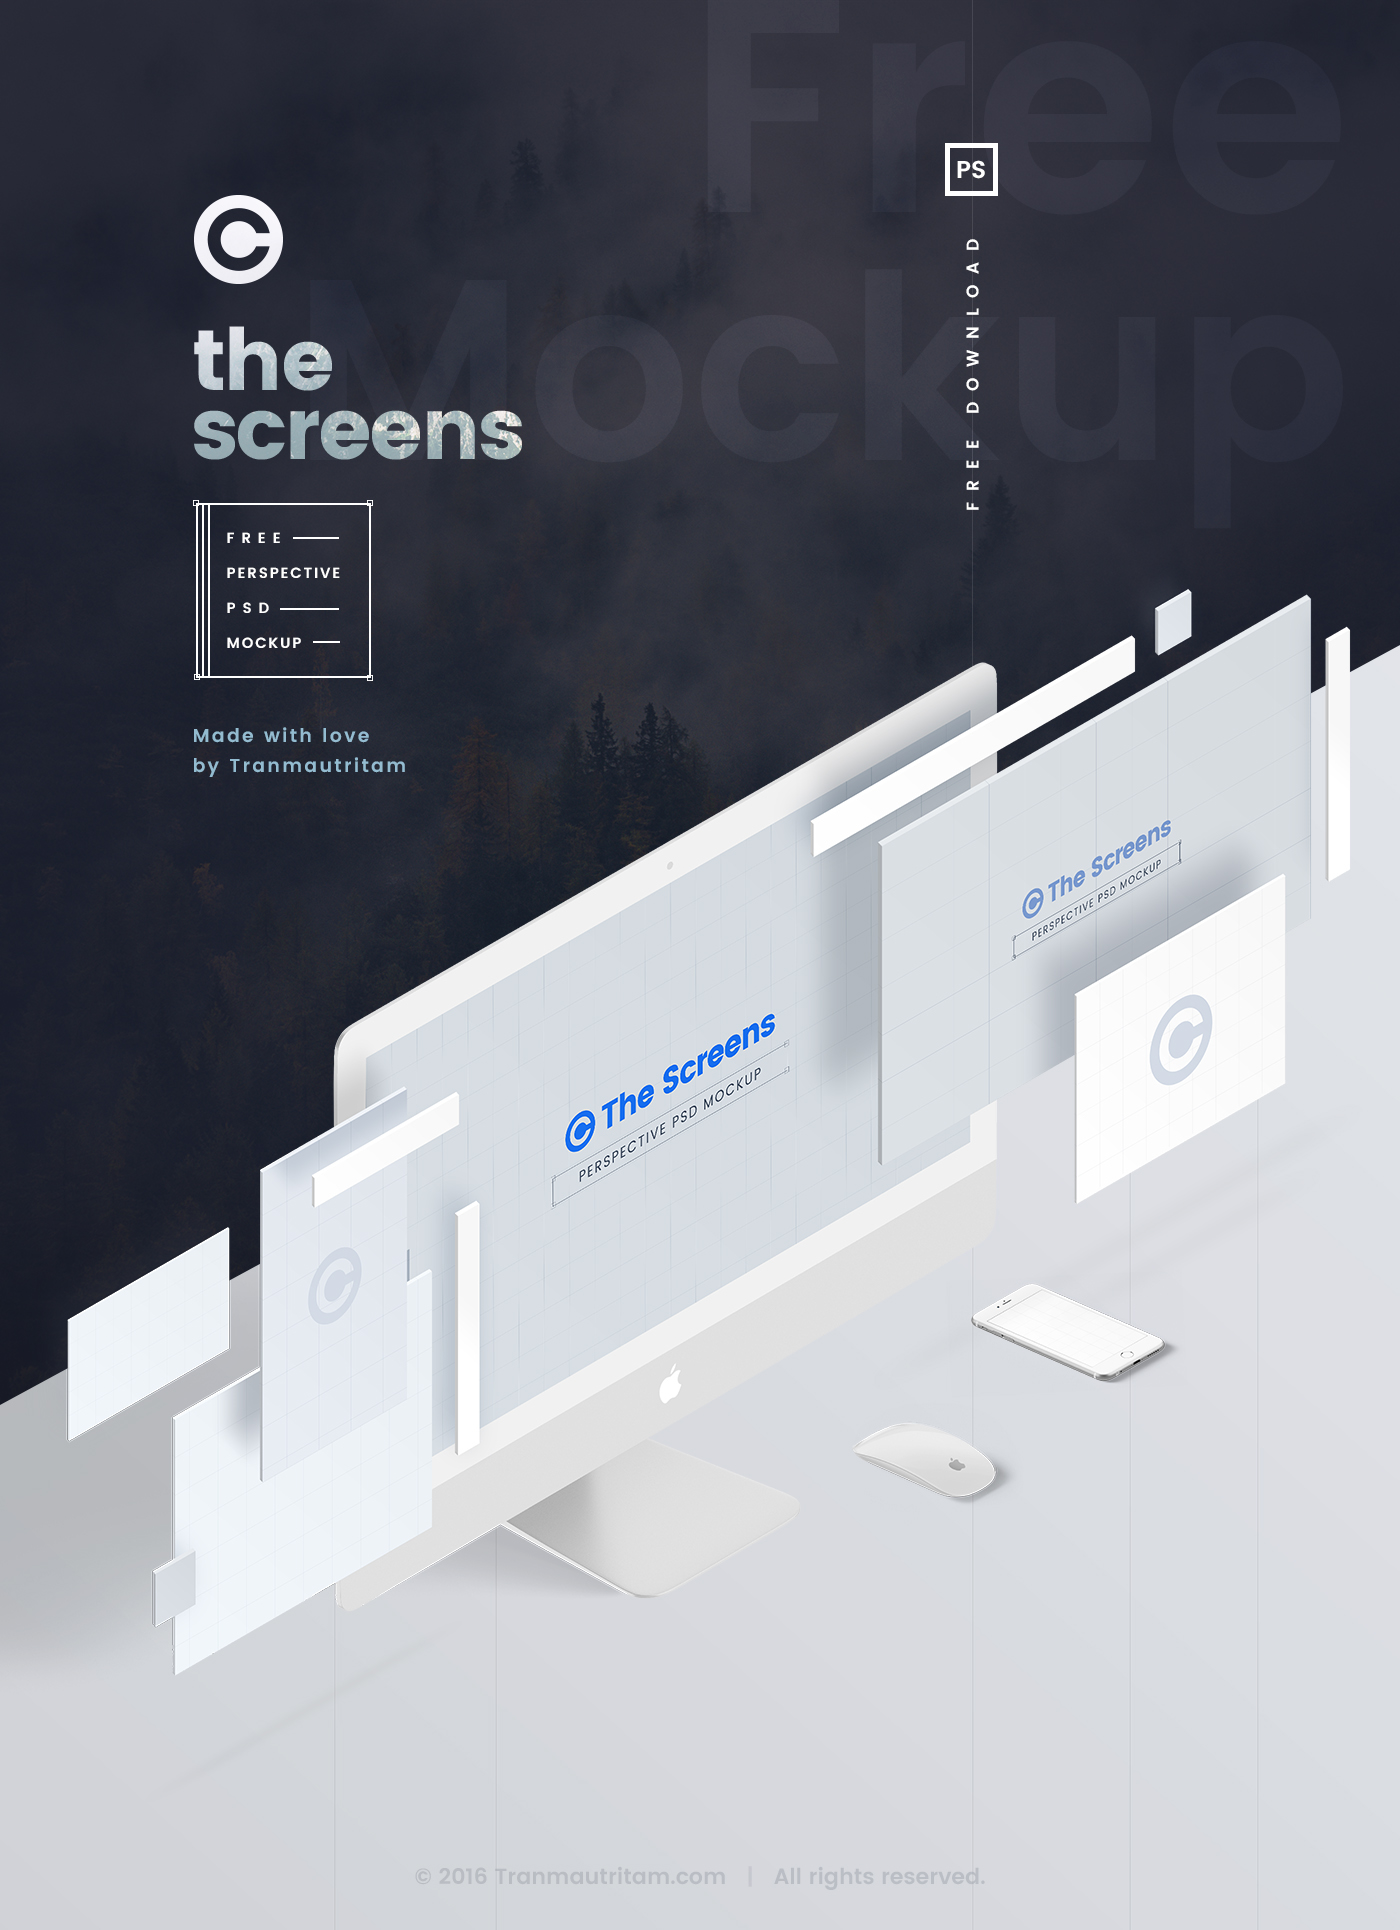 Free
Mockup
PS
FREE DOWNLOAD
the
screens
FREE
PERSPECTIVE
PSD
MOCKUP
Made with love
by Tranmautritam
The Screens
PERSPECTIVE PSD MOCKUP
The Screens
PERSPECTIVE PSD MOCKUP
© 2016 Tranmautritam.com | All rights reserved.